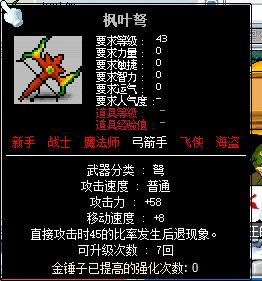 枫叶弩
要求等级： 43
要求力量： -
要求敏捷： -
要求智力： -
要求运气： -
要求人气度： -
道具等级： -
道具经验值： -
新手 战士 魔法师 弓箭手 飞侠 海盗
武器分类 : 弩
攻击速度 : 普通
攻击力 : +58
移动速度 : +8
直接攻击时45的比率发生后退现象。
可升级次数 : 7回
金锤子已提高的强化次数: 0